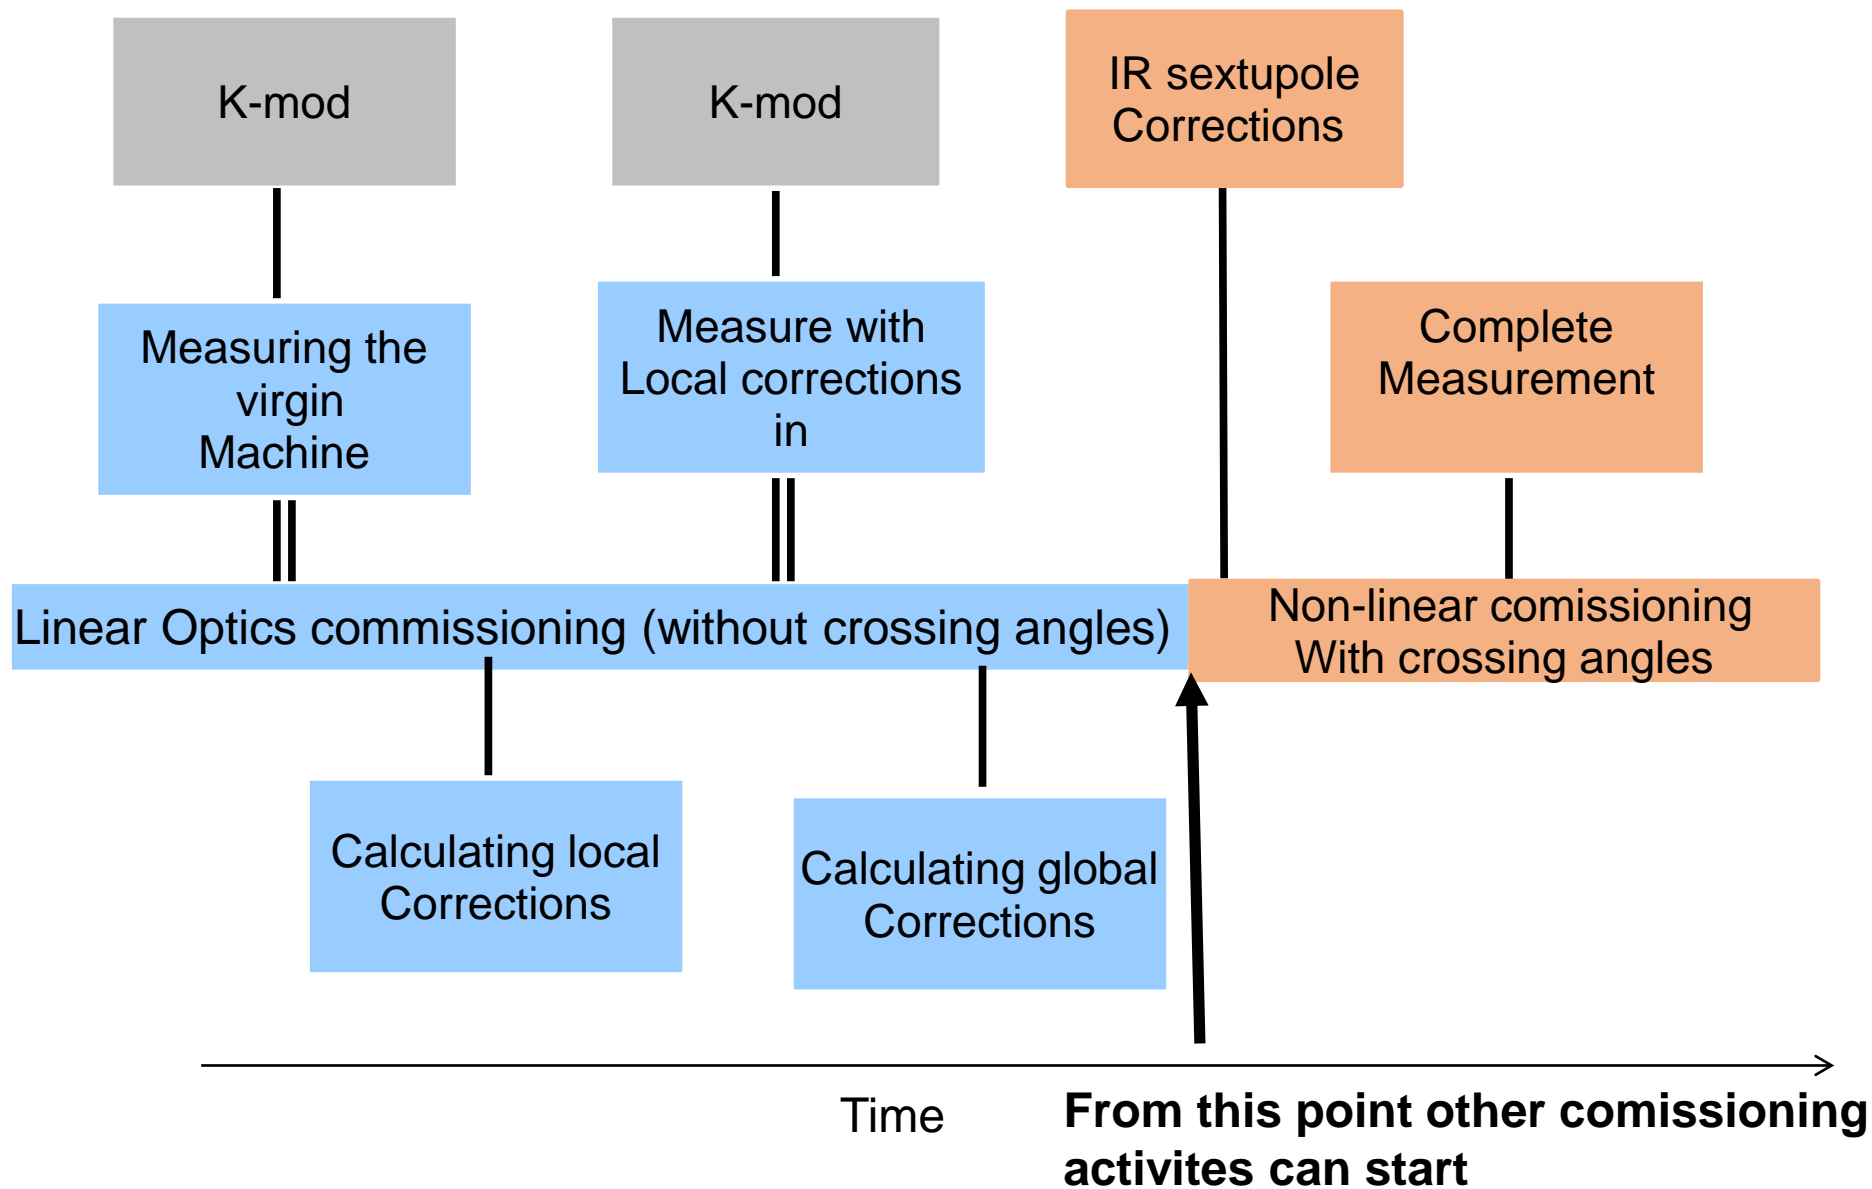 K-mod
K-mod
IR sextupole
Corrections
Measuring the
virgin
Machine
Measure with
Local corrections
in
Complete
Measurement
Linear Optics commissioning (without crossing angles)
Non-linear comissioning
With crossing angles
Calculating local
Corrections
Calculating global
Corrections
Time
From this point other comissioning
activites can start